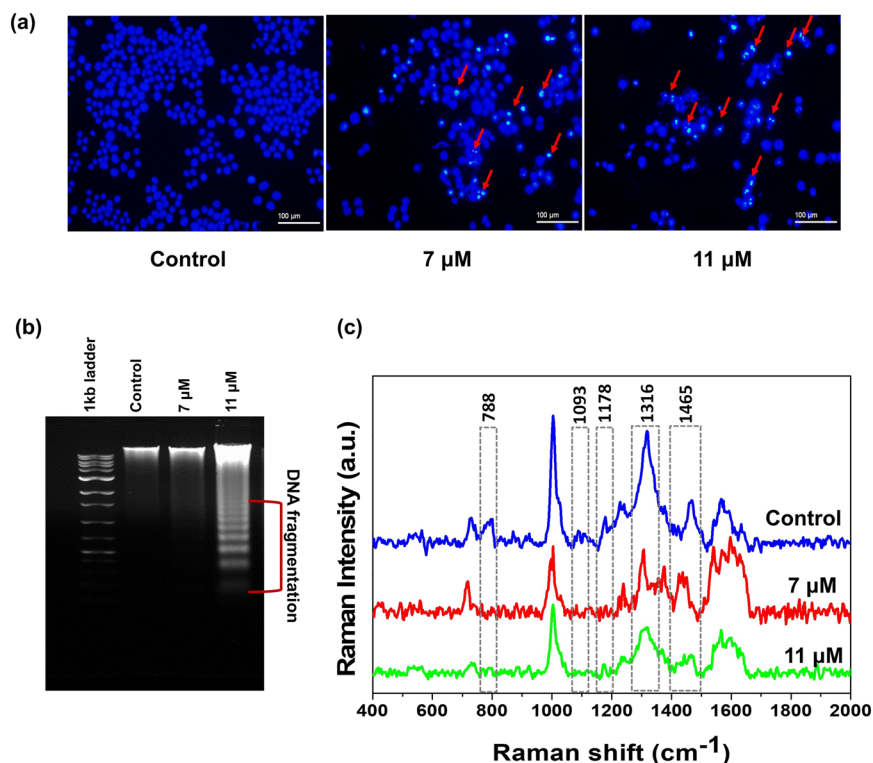 (a)
100 μm
100 μm
100 μm
Control
7 μM
11 μM
(b)
1kb ladder
Control
7 μM
11 μM
DNA fragmentation
(c)
788
1093
1178
1316
1465
Control
7 μM
11 μM
Raman Intensity (a.u.)
400 600 800 1000 1200 1400 1600 1800 2000
Raman shift (cm⁻¹)